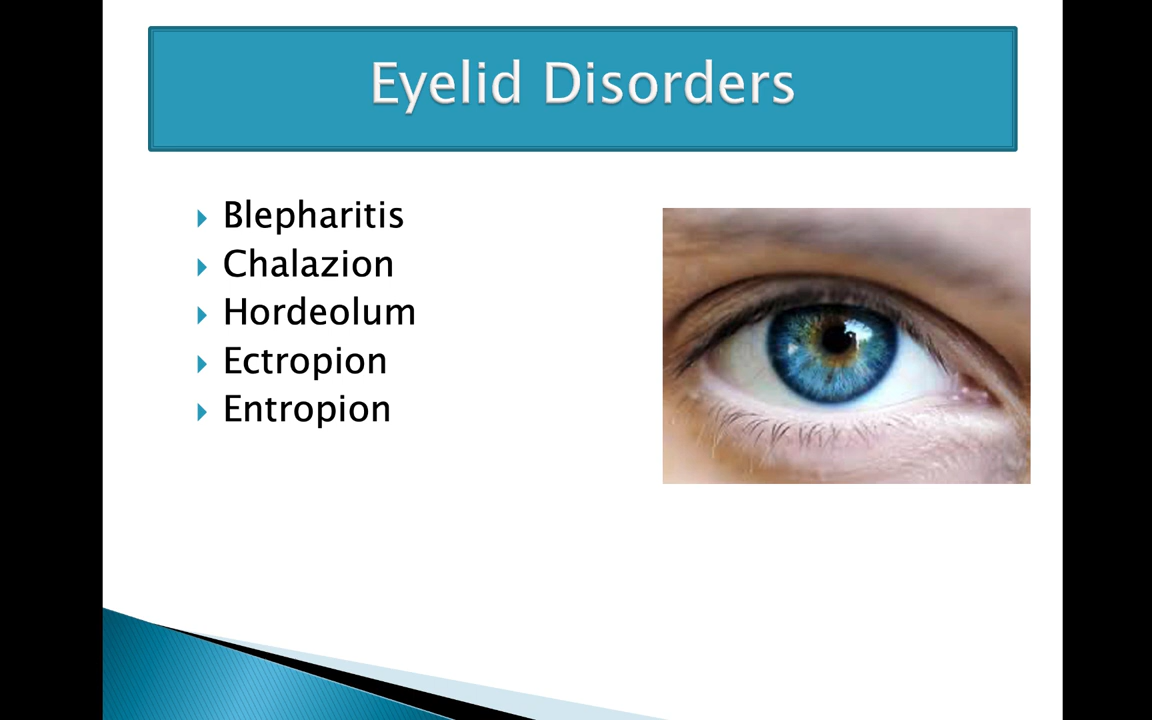 Eyelid Disorders
Blepharitis
Chalazion
Hordeolum
Ectropion
Entropion